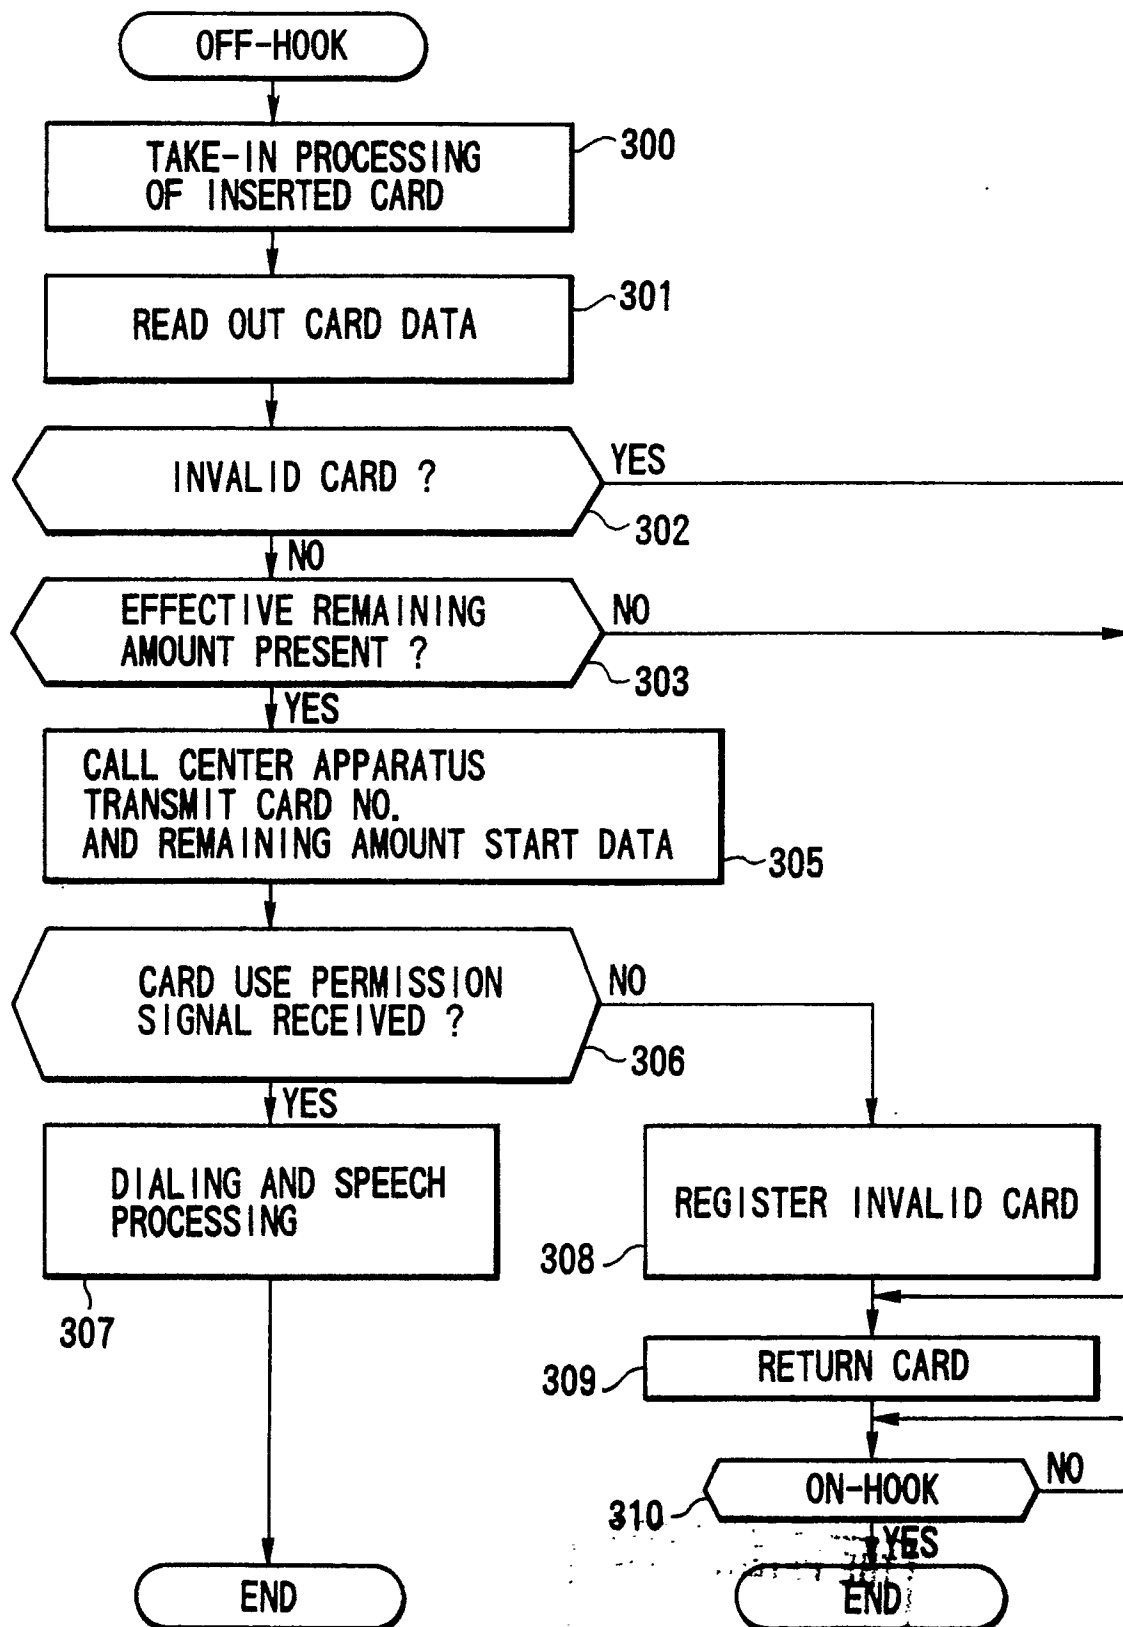 OFF-HOOK
TAKE-IN PROCESSING
OF INSERTED CARD
300
READ OUT CARD DATA
301
INVALID CARD ?
YES
302
NO
EFFECTIVE REMAINING
AMOUNT PRESENT ?
NO
303
YES
CALL CENTER APPARATUS
TRANSMIT CARD NO.
AND REMAINING AMOUNT START DATA
305
CARD USE PERMISSION
SIGNAL RECEIVED ?
NO
306
YES
DIALING AND SPEECH
PROCESSING
307
REGISTER INVALID CARD
308
RETURN CARD
309
ON-HOOK
NO
310
YES
END
END